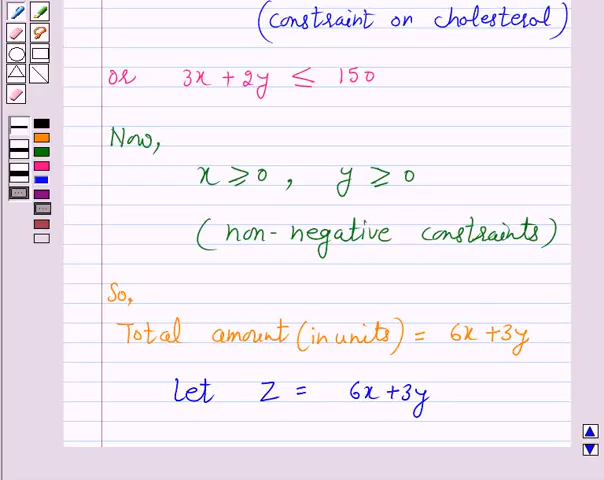 (constraint on cholesterol)
or 3x + 2y ≤ 150
Now,
x ≥ 0 , y ≥ 0
(non-negative constraints)
So,
Total amount (in units) = 6x + 3y
Let Z = 6x + 3y